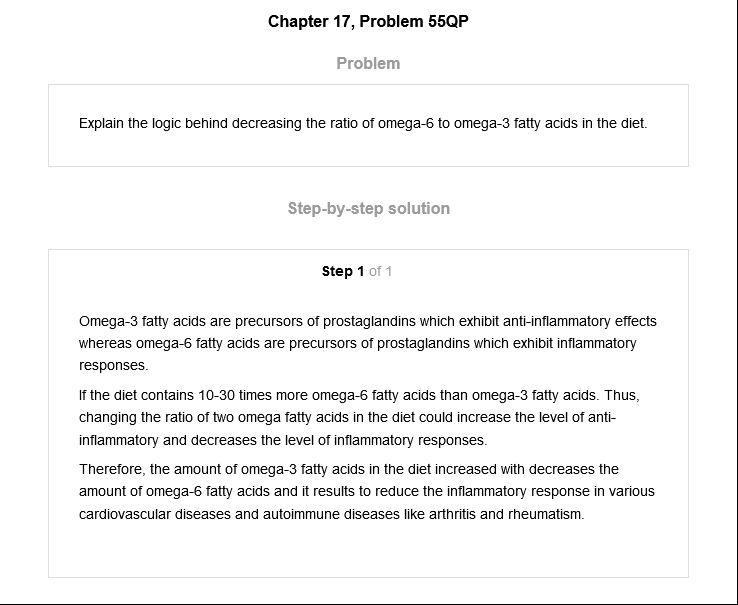 Chapter 17, Problem 55QP
Problem
Explain the logic behind decreasing the ratio of omega-6 to omega-3 fatty acids in the diet.
Step-by-step solution
Step 1 of 1
Omega-3 fatty acids are precursors of prostaglandins which exhibit anti-inflammatory effects
whereas omega-6 fatty acids are precursors of prostaglandins which exhibit inflammatory
responses.
If the diet contains 10-30 times more omega-6 fatty acids than omega-3 fatty acids. Thus,
changing the ratio of two omega fatty acids in the diet could increase the level of anti-
inflammatory and decreases the level of inflammatory responses.
Therefore, the amount of omega-3 fatty acids in the diet increased with decreases the
amount of omega-6 fatty acids and it results to reduce the inflammatory response in various
cardiovascular diseases and autoimmune diseases like arthritis and rheumatism.